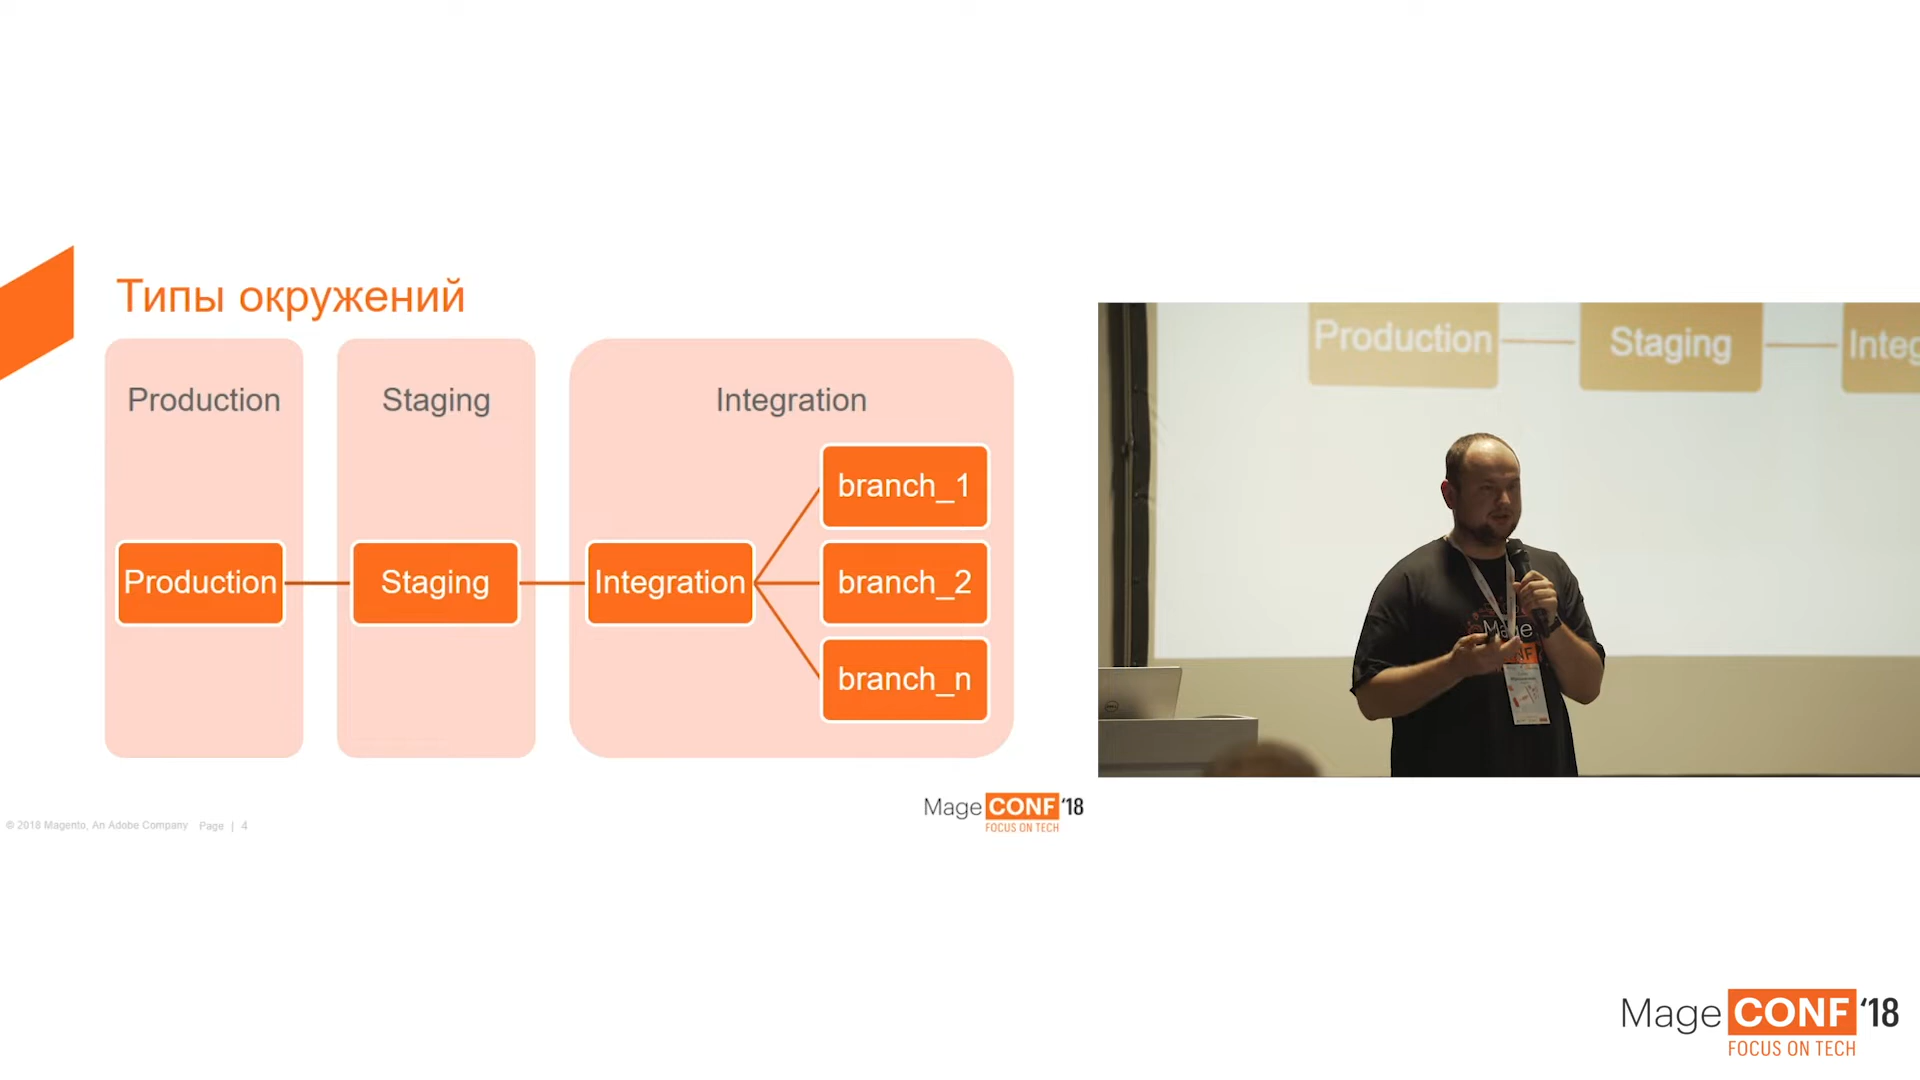 Типы окружений
Production
Staging
Integration
branch_1
Production
Staging
Integration
branch_2
branch_n
© 2018 Magento, An Adobe Company Page | 4
Mage CONF '18
FOCUS ON TECH
Production
Staging
Integ
Mage
Mage CONF '18
FOCUS ON TECH